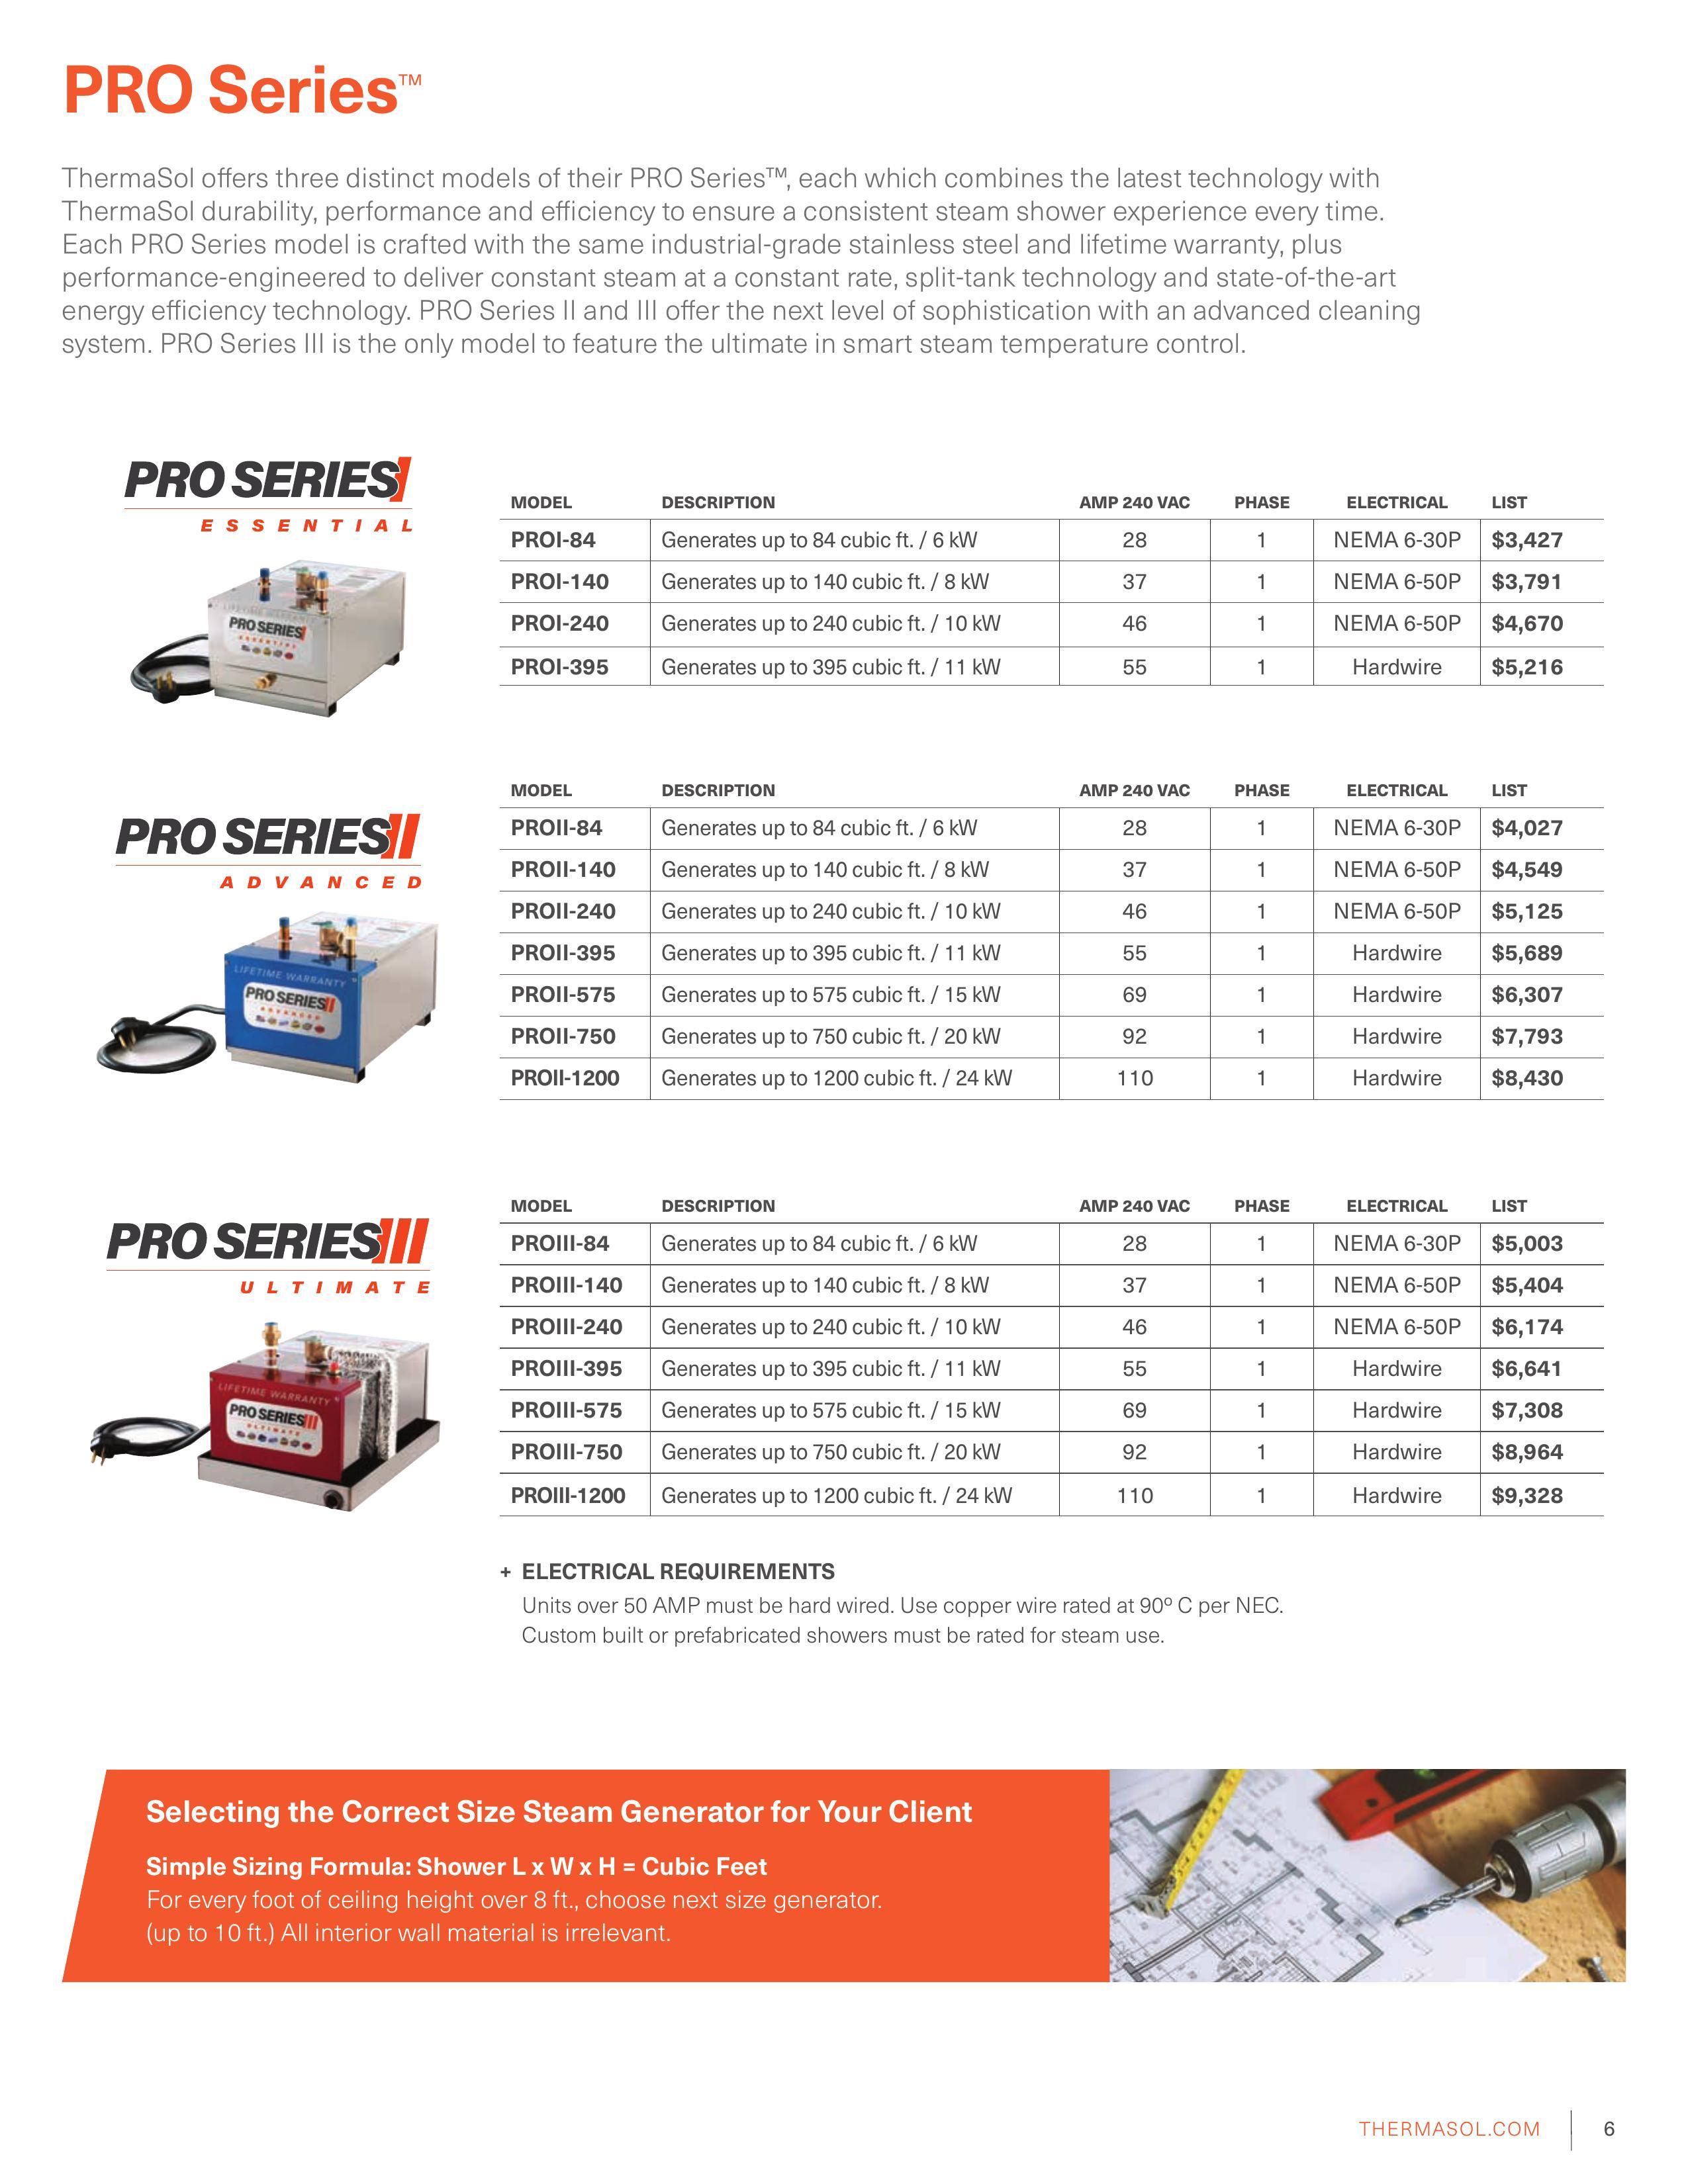 PRO Series™
ThermaSol offers three distinct models of their PRO Series™, each which combines the latest technology with
ThermaSol durability, performance and efficiency to ensure a consistent steam shower experience every time.
Each PRO Series model is crafted with the same industrial-grade stainless steel and lifetime warranty, plus
performance-engineered to deliver constant steam at a constant rate, split-tank technology and state-of-the-art
energy efficiency technology. PRO Series II and III offer the next level of sophistication with an advanced cleaning
system. PRO Series III is the only model to feature the ultimate in smart steam temperature control.
PRO SERIES I
ESSENTIAL
LIFETIME WARRANTY
PRO SERIES I
ESSENTIAL
MODEL DESCRIPTION AMP 240 VAC PHASE ELECTRICAL LIST
PROI-84 Generates up to 84 cubic ft. / 6 kW 28 1 NEMA 6-30P $3,427
PROI-140 Generates up to 140 cubic ft. / 8 kW 37 1 NEMA 6-50P $3,791
PROI-240 Generates up to 240 cubic ft. / 10 kW 46 1 NEMA 6-50P $4,670
PROI-395 Generates up to 395 cubic ft. / 11 kW 55 1 Hardwire $5,216
PRO SERIES II
ADVANCED
LIFETIME WARRANTY
PRO SERIES II
ADVANCED
MODEL DESCRIPTION AMP 240 VAC PHASE ELECTRICAL LIST
PROII-84 Generates up to 84 cubic ft. / 6 kW 28 1 NEMA 6-30P $4,027
PROII-140 Generates up to 140 cubic ft. / 8 kW 37 1 NEMA 6-50P $4,549
PROII-240 Generates up to 240 cubic ft. / 10 kW 46 1 NEMA 6-50P $5,125
PROII-395 Generates up to 395 cubic ft. / 11 kW 55 1 Hardwire $5,689
PROII-575 Generates up to 575 cubic ft. / 15 kW 69 1 Hardwire $6,307
PROII-750 Generates up to 750 cubic ft. / 20 kW 92 1 Hardwire $7,793
PROII-1200 Generates up to 1200 cubic ft. / 24 kW 110 1 Hardwire $8,430
PRO SERIES III
ULTIMATE
LIFETIME WARRANTY
PRO SERIES III
ULTIMATE
MODEL DESCRIPTION AMP 240 VAC PHASE ELECTRICAL LIST
PROIII-84 Generates up to 84 cubic ft. / 6 kW 28 1 NEMA 6-30P $5,003
PROIII-140 Generates up to 140 cubic ft. / 8 kW 37 1 NEMA 6-50P $5,404
PROIII-240 Generates up to 240 cubic ft. / 10 kW 46 1 NEMA 6-50P $6,174
PROIII-395 Generates up to 395 cubic ft. / 11 kW 55 1 Hardwire $6,641
PROIII-575 Generates up to 575 cubic ft. / 15 kW 69 1 Hardwire $7,308
PROIII-750 Generates up to 750 cubic ft. / 20 kW 92 1 Hardwire $8,964
PROIII-1200 Generates up to 1200 cubic ft. / 24 kW 110 1 Hardwire $9,328
+ ELECTRICAL REQUIREMENTS
Units over 50 AMP must be hard wired. Use copper wire rated at 90º C per NEC.
Custom built or prefabricated showers must be rated for steam use.
Selecting the Correct Size Steam Generator for Your Client
Simple Sizing Formula: Shower L x W x H = Cubic Feet
For every foot of ceiling height over 8 ft., choose next size generator.
(up to 10 ft.) All interior wall material is irrelevant.
THERMASOL.COM 6